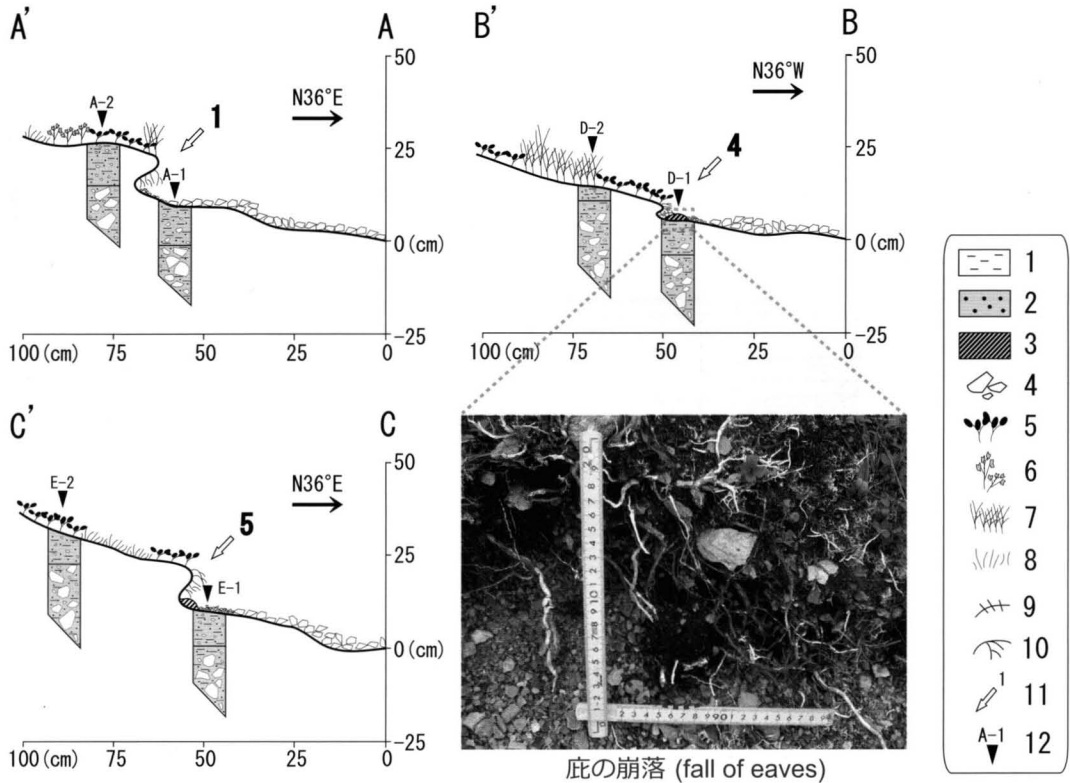 A' A
50
25
0 (cm)
-25
A-2
1
N36°E
A-1
100 (cm) 75 50 25 0
B' B
50
25
0 (cm)
-25
D-2
4
N36°W
D-1
100 (cm) 75 50 25 0
C' C
50
25
0 (cm)
-25
E-2
5
N36°E
E-1
100 (cm) 75 50 25 0
庇の崩落 (fall of eaves)
1
2
3
4
5
6
7
8
9
10
1 11
A-1 12